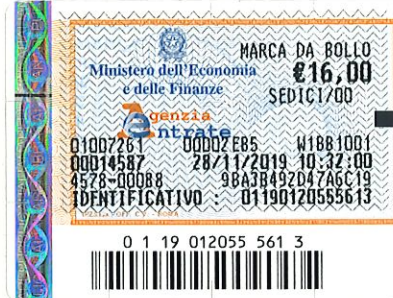 MARCA DA BOLLO
Ministero dell'Economia
e delle Finanze
€16,00
SEDICI/00
Agenzia
Entrate
01007261 00002EB5 W1BB1001
00014587 28/11/2019 10:32:00
4578-00088 9BA3B492D47A6C19
IDENTIFICATIVO : 01190120555613
0 1 19 012055 561 3